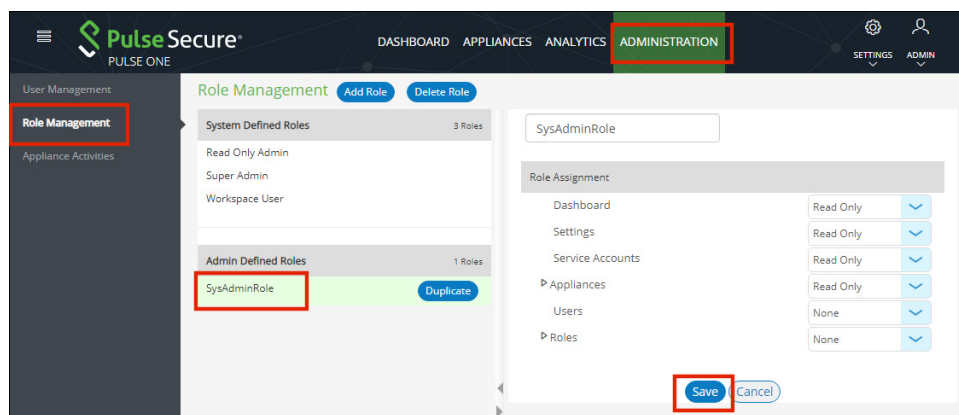 Pulse Secure®
PULSE ONE
DASHBOARD APPLIANCES ANALYTICS ADMINISTRATION
SETTINGS ADMIN
User Management
Role Management
Appliance Activities
Role Management Add Role Delete Role
System Defined Roles 3 Roles
Read Only Admin
Super Admin
Workspace User
Admin Defined Roles 1 Roles
SysAdminRole Duplicate
SysAdminRole
Role Assignment
Dashboard Read Only
Settings Read Only
Service Accounts Read Only
Appliances Read Only
Users None
Roles None
Save Cancel